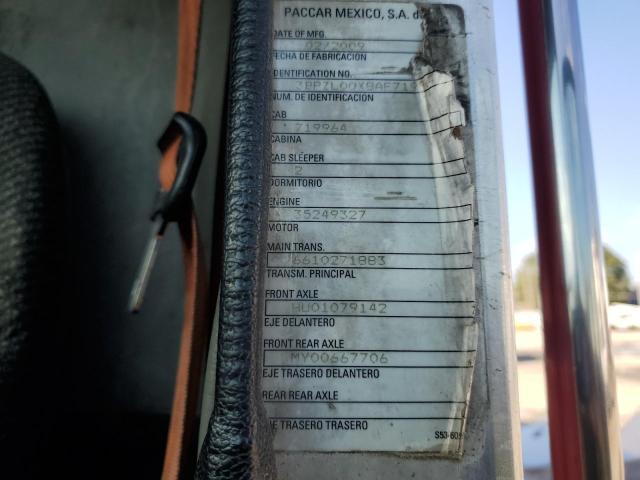 PACCAR MEXICO, S.A. d
DATE OF MFG.
02/2009
FECHA DE FABRICACION
IDENTIFICATION NO.
NUM. DE IDENTIFICACION
CAB
719964
CABINA
CAB SLEEPER
2
DORMITORIO
ENGINE
35249327
MOTOR
MAIN TRANS.
6610271883
TRANSM. PRINCIPAL
FRONT AXLE
HU01079142
EJE DELANTERO
FRONT REAR AXLE
MY00667706
EJE TRASERO DELANTERO
REAR REAR AXLE
EJE TRASERO TRASERO